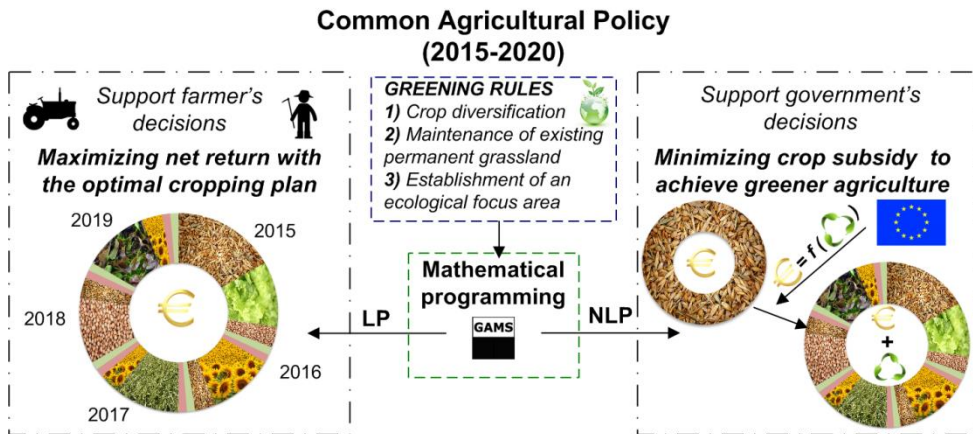 Common Agricultural Policy
(2015-2020)
Support farmer's
decisions
Maximizing net return with
the optimal cropping plan
2019
2015
2018
2016
2017
GREENING RULES
1) Crop diversification
2) Maintenance of existing
permanent grassland
3) Establishment of an
ecological focus area
Mathematical
programming
LP
GAMS
NLP
Support government's
decisions
Minimizing crop subsidy to
achieve greener agriculture
€
€
€ = f ( )
€
+